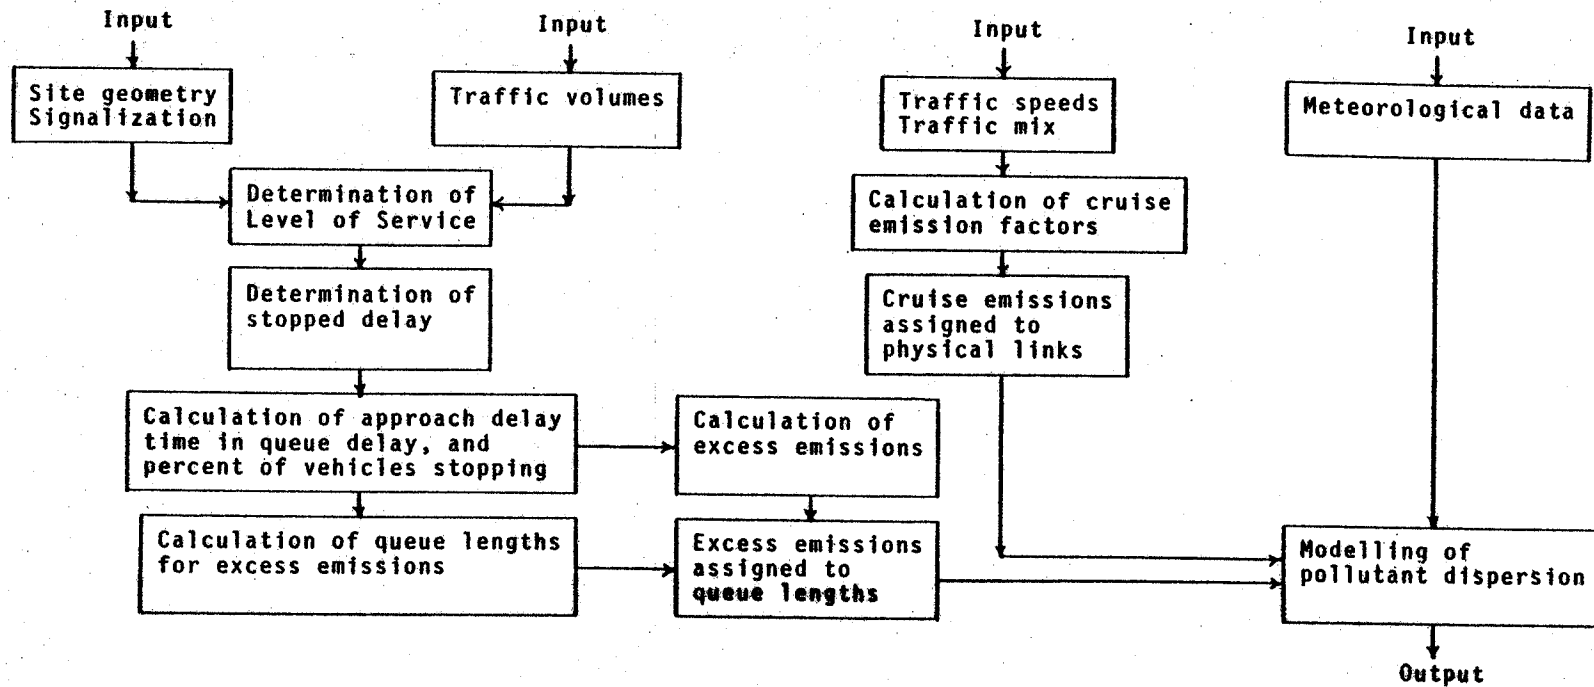 Input
Input
Input
Input
Site geometry
Signalization
Traffic volumes
Traffic speeds
Traffic mix
Meteorological data
Determination of
Level of Service
Calculation of cruise
emission factors
Determination of
stopped delay
Cruise emissions
assigned to
physical links
Calculation of approach delay
time in queue delay, and
percent of vehicles stopping
Calculation of
excess emissions
Calculation of queue lengths
for excess emissions
Excess emissions
assigned to
queue lengths
Modelling of
pollutant dispersion
Output